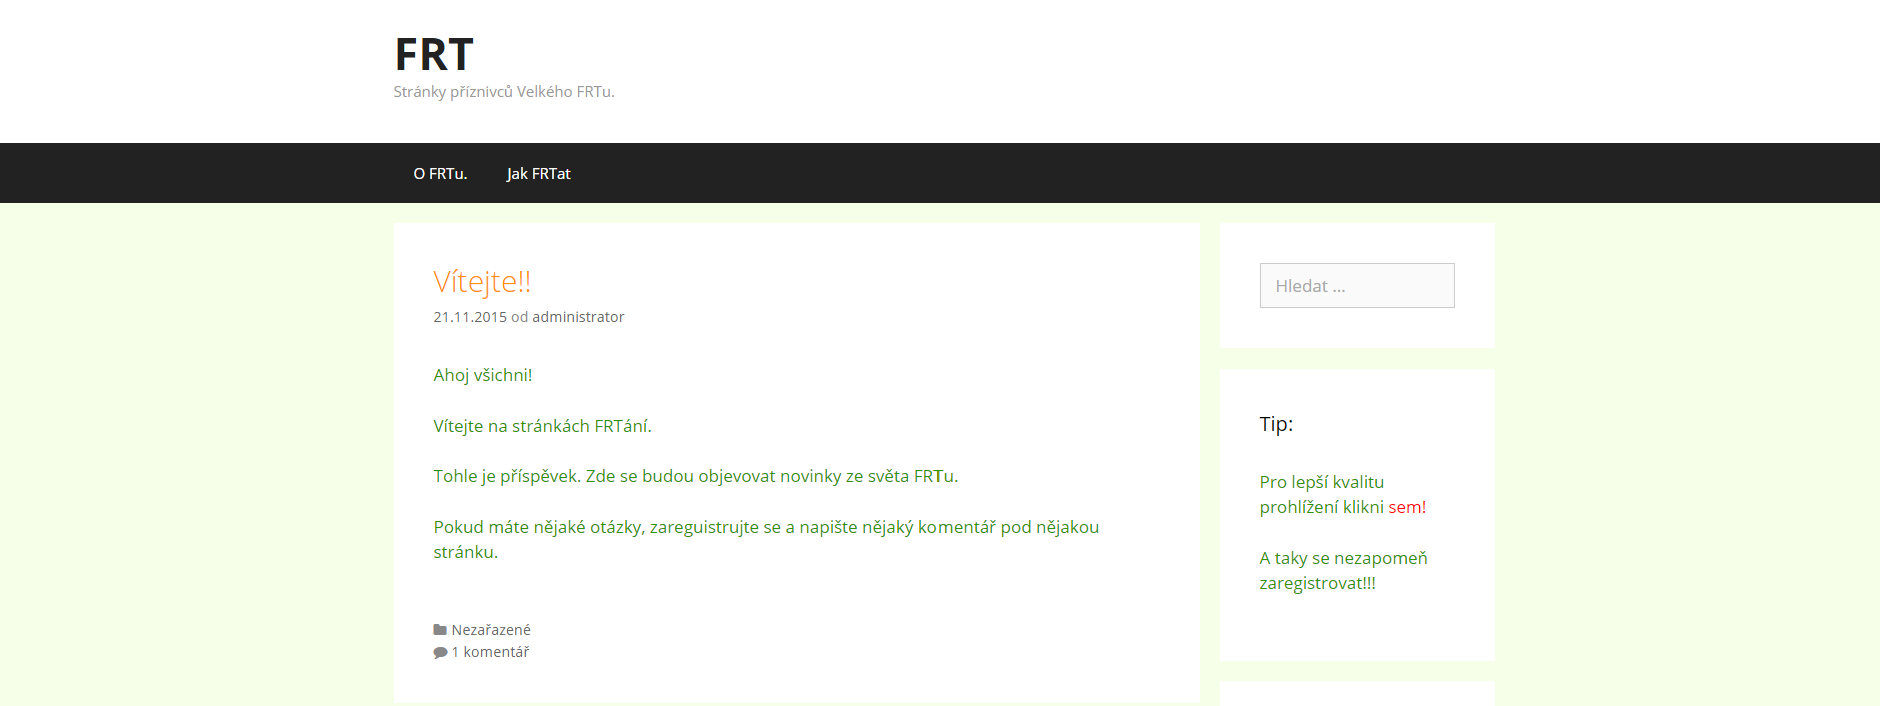 FRT
Stránky příznivců Velkého FRTu.
O FRTu. Jak FRTat
Vítejte!!
21.11.2015 od administrator
Ahoj všichni!
Vítejte na stránkách FRTání.
Tohle je příspěvek. Zde se budou objevovat novinky ze světa FRTu.
Pokud máte nějaké otázky, zareguistrujte se a napište nějaký komentář pod nějakou
stránku.
Nezařazené
1 komentář
Hledat ...
Tip:
Pro lepší kvalitu
prohlížení klikni sem!
A taky se nezapomeň
zaregistrovat!!!